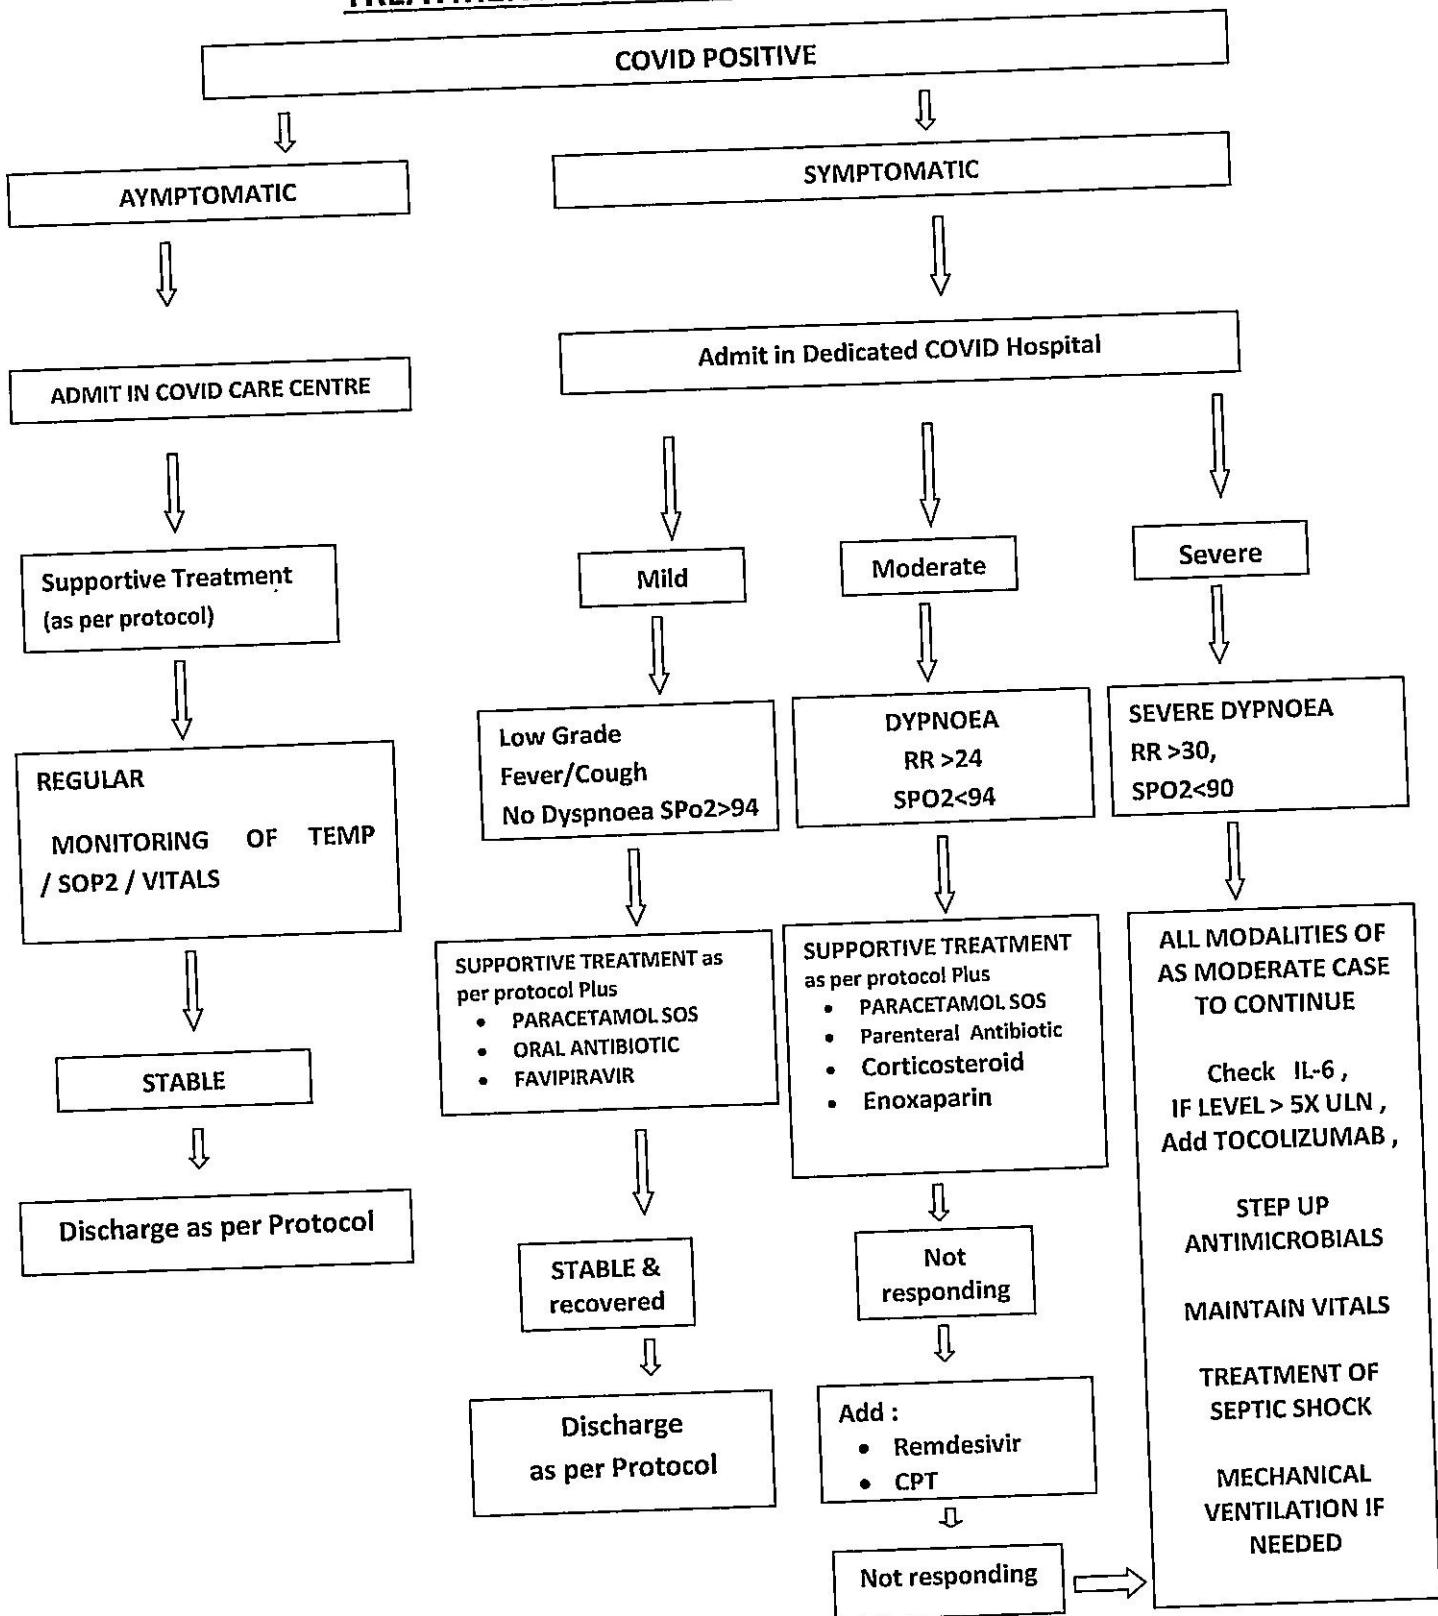 COVID POSITIVE
AYMPTOMATIC
SYMPTOMATIC
ADMIT IN COVID CARE CENTRE
Admit in Dedicated COVID Hospital
Supportive Treatment
(as per protocol)
REGULAR
MONITORING OF TEMP
/ SOP2 / VITALS
STABLE
Discharge as per Protocol
Mild
Low Grade
Fever/Cough
No Dyspnoea SPo2>94
SUPPORTIVE TREATMENT as
per protocol Plus
• PARACETAMOL SOS
• ORAL ANTIBIOTIC
• FAVIPIRAVIR
STABLE &
recovered
Discharge
as per Protocol
Moderate
DYPNOEA
RR >24
SPO2<94
SUPPORTIVE TREATMENT
as per protocol Plus
• PARACETAMOL SOS
• Parenteral Antibiotic
• Corticosteroid
• Enoxaparin
Not
responding
Add :
• Remdesivir
• CPT
Not responding
Severe
SEVERE DYPNOEA
RR >30,
SPO2<90
ALL MODALITIES OF
AS MODERATE CASE
TO CONTINUE
Check IL-6 ,
IF LEVEL > 5X ULN ,
Add TOCOLIZUMAB ,
STEP UP
ANTIMICROBIALS
MAINTAIN VITALS
TREATMENT OF
SEPTIC SHOCK
MECHANICAL
VENTILATION IF
NEEDED